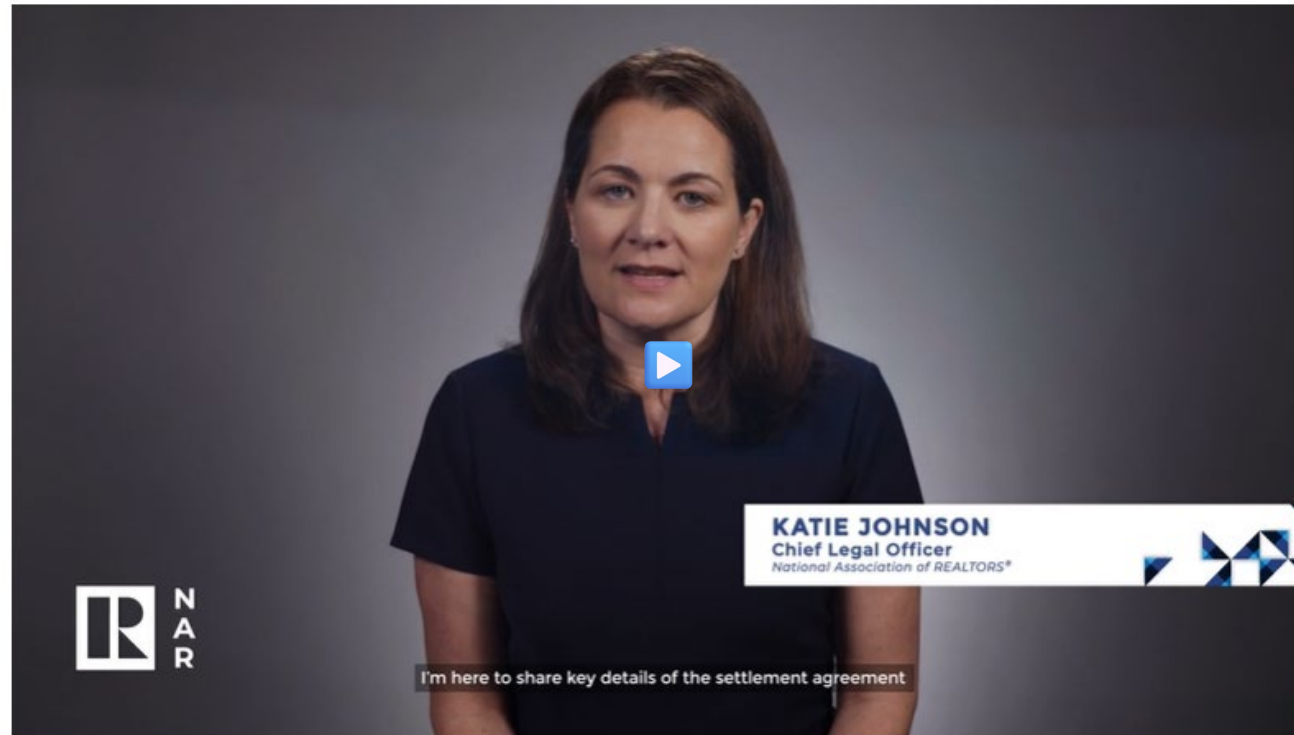 KATIE JOHNSON
Chief Legal Officer
National Association of REALTORS®
R
N
A
R
I'm here to share key details of the settlement agreement